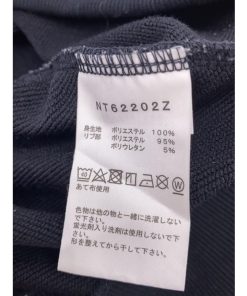 NT62202Z
身生地 ポリエステル 100%
リブ部 ポリエステル 95%
ポリウレタン 5%
40
あて布使用
色物は他の物と一緒に洗濯しない
で下さい。
蛍光剤入り洗剤は使用しないで下
さい。
形を整えてから干して下さい。